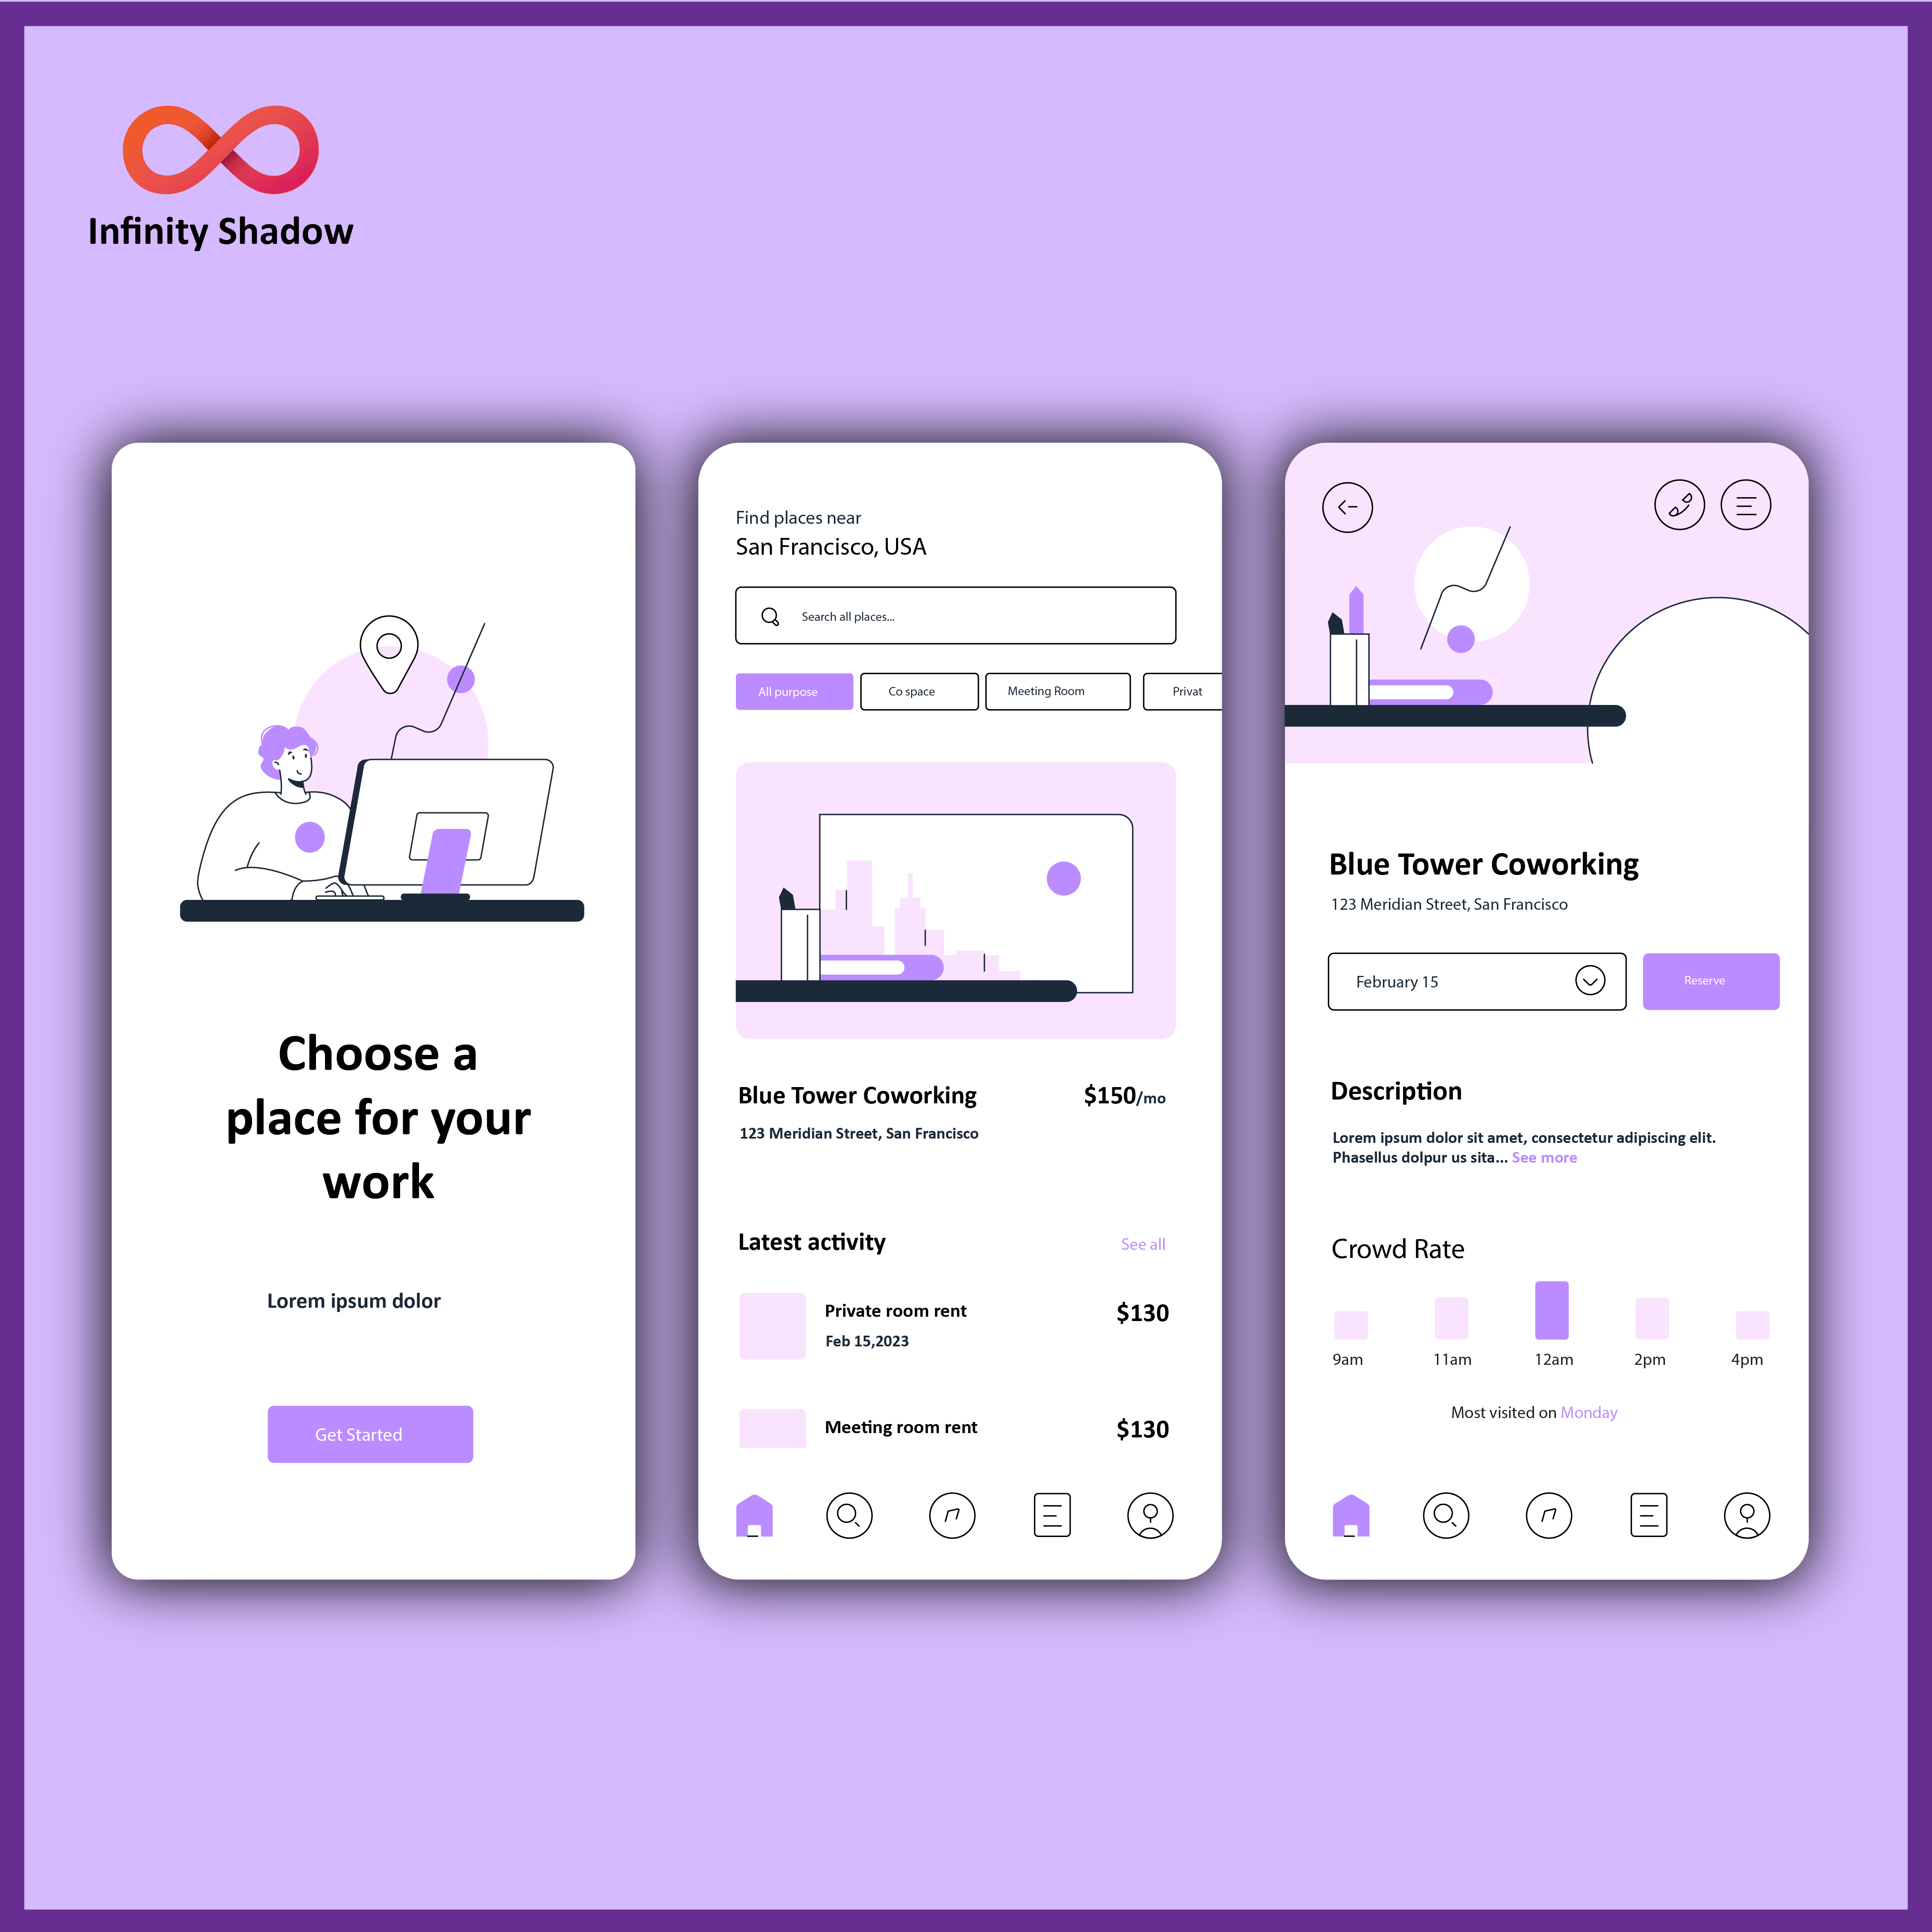 Infinity Shadow
Choose a
place for your
work
Lorem ipsum dolor
Get Started
Find places near
San Francisco, USA
Search all places...
All purpose
Co space
Meeting Room
Privat
Blue Tower Coworking
$150/mo
123 Meridian Street, San Francisco
Latest activity
See all
Private room rent
$130
Feb 15,2023
Meeting room rent
$130
Blue Tower Coworking
123 Meridian Street, San Francisco
February 15
Reserve
Description
Lorem ipsum dolor sit amet, consectetur adipiscing elit.
Phasellus dolpur us sita... See more
Crowd Rate
9am
11am
12am
2pm
4pm
Most visited on Monday